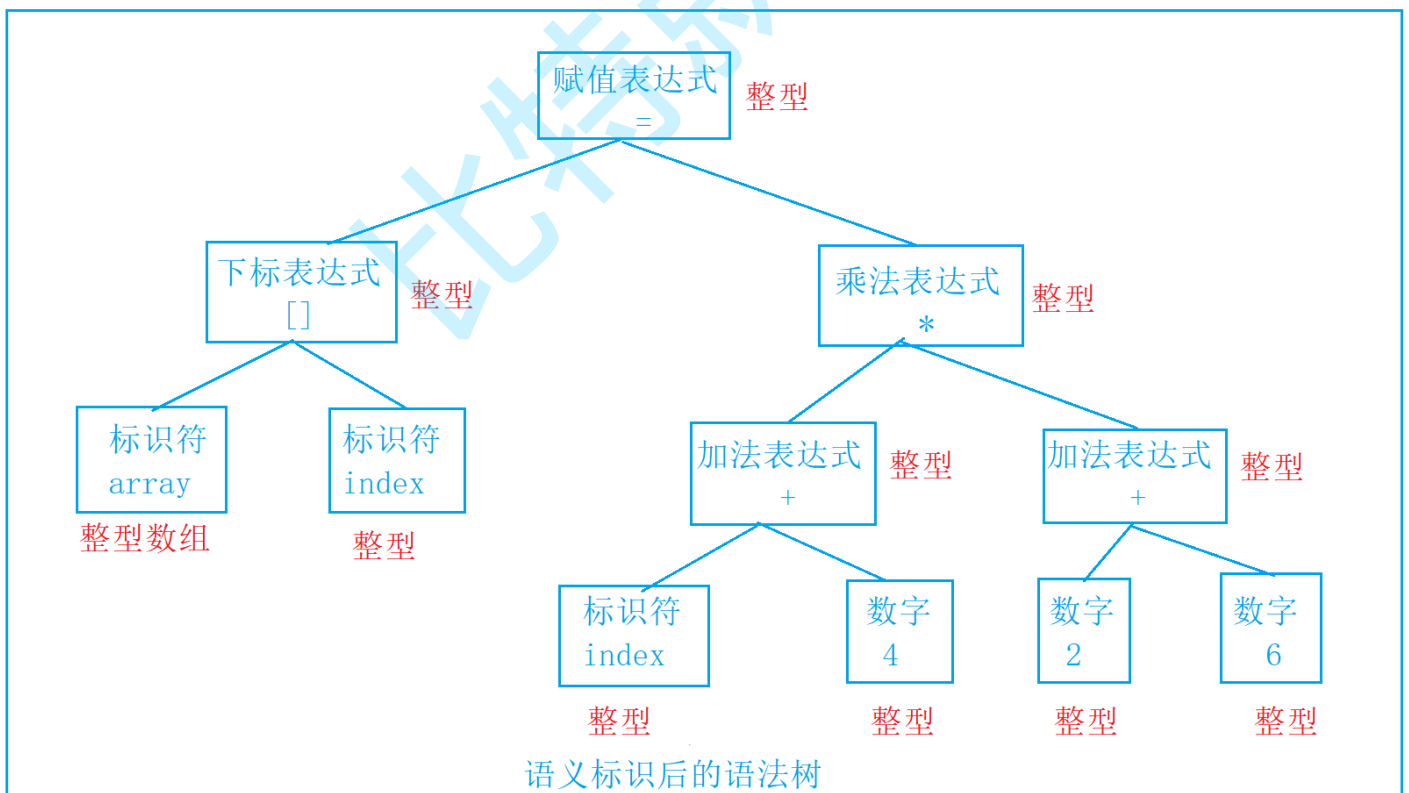 赋值表达式
=
整型
下标表达式
[]
整型
乘法表达式
*
整型
标识符
array
整型数组
标识符
index
整型
加法表达式
+
整型
加法表达式
+
整型
标识符
index
整型
数字
4
整型
数字
2
整型
数字
6
整型
语义标识后的语法树
比特